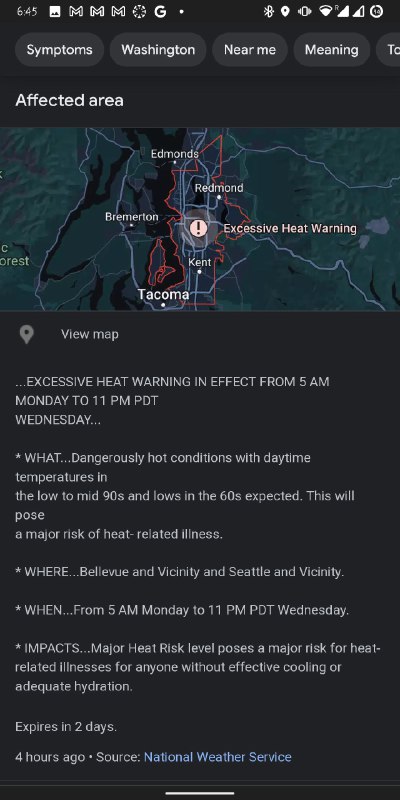 6:45
Symptoms
Washington
Near me
Meaning
To
Affected area
Edmonds
Redmond
Bremerton
Excessive Heat Warning
c
orest
Kent
Tacoma
View map
...EXCESSIVE HEAT WARNING IN EFFECT FROM 5 AM
MONDAY TO 11 PM PDT
WEDNESDAY...
* WHAT...Dangerously hot conditions with daytime
temperatures in
the low to mid 90s and lows in the 60s expected. This will
pose
a major risk of heat- related illness.
* WHERE...Bellevue and Vicinity and Seattle and Vicinity.
* WHEN...From 5 AM Monday to 11 PM PDT Wednesday.
* IMPACTS...Major Heat Risk level poses a major risk for heat-
related illnesses for anyone without effective cooling or
adequate hydration.
Expires in 2 days.
4 hours ago • Source: National Weather Service